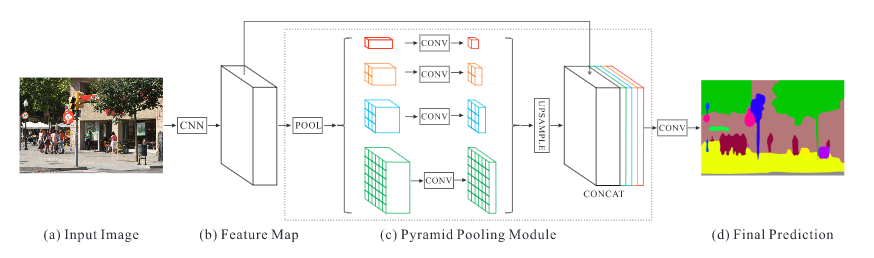 CNN
POOL
CONV
CONV
CONV
CONV
UPSAMPLE
CONCAT
CONV
(a) Input Image
(b) Feature Map
(c) Pyramid Pooling Module
(d) Final Prediction